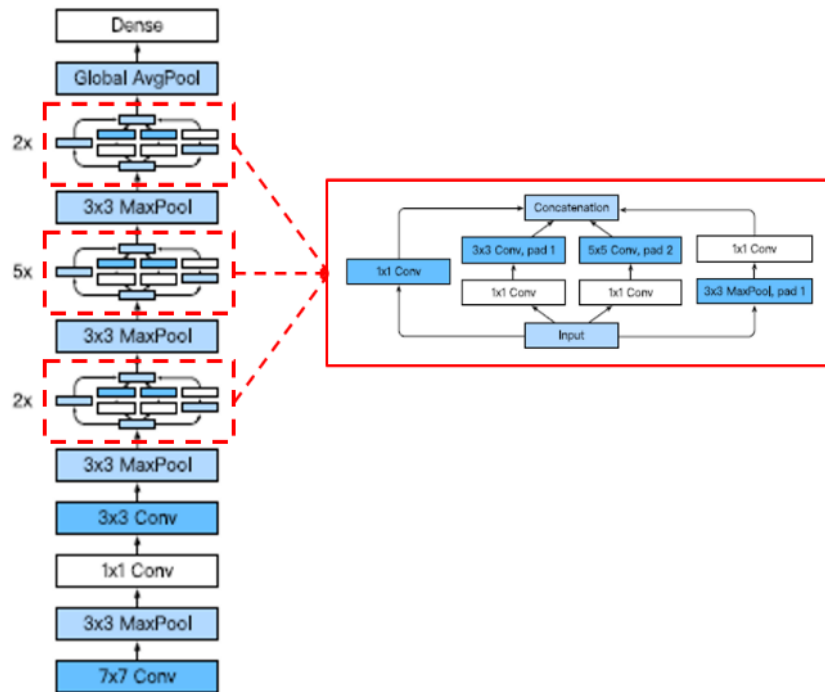 Dense
Global AvgPool
2x
3x3 MaxPool
5x
3x3 MaxPool
2x
3x3 MaxPool
3x3 Conv
1x1 Conv
3x3 MaxPool
7x7 Conv
Concatenation
3x3 Conv, pad 1
5x5 Conv, pad 2
1x1 Conv
1x1 Conv
1x1 Conv
1x1 Conv
3x3 MaxPool, pad 1
Input